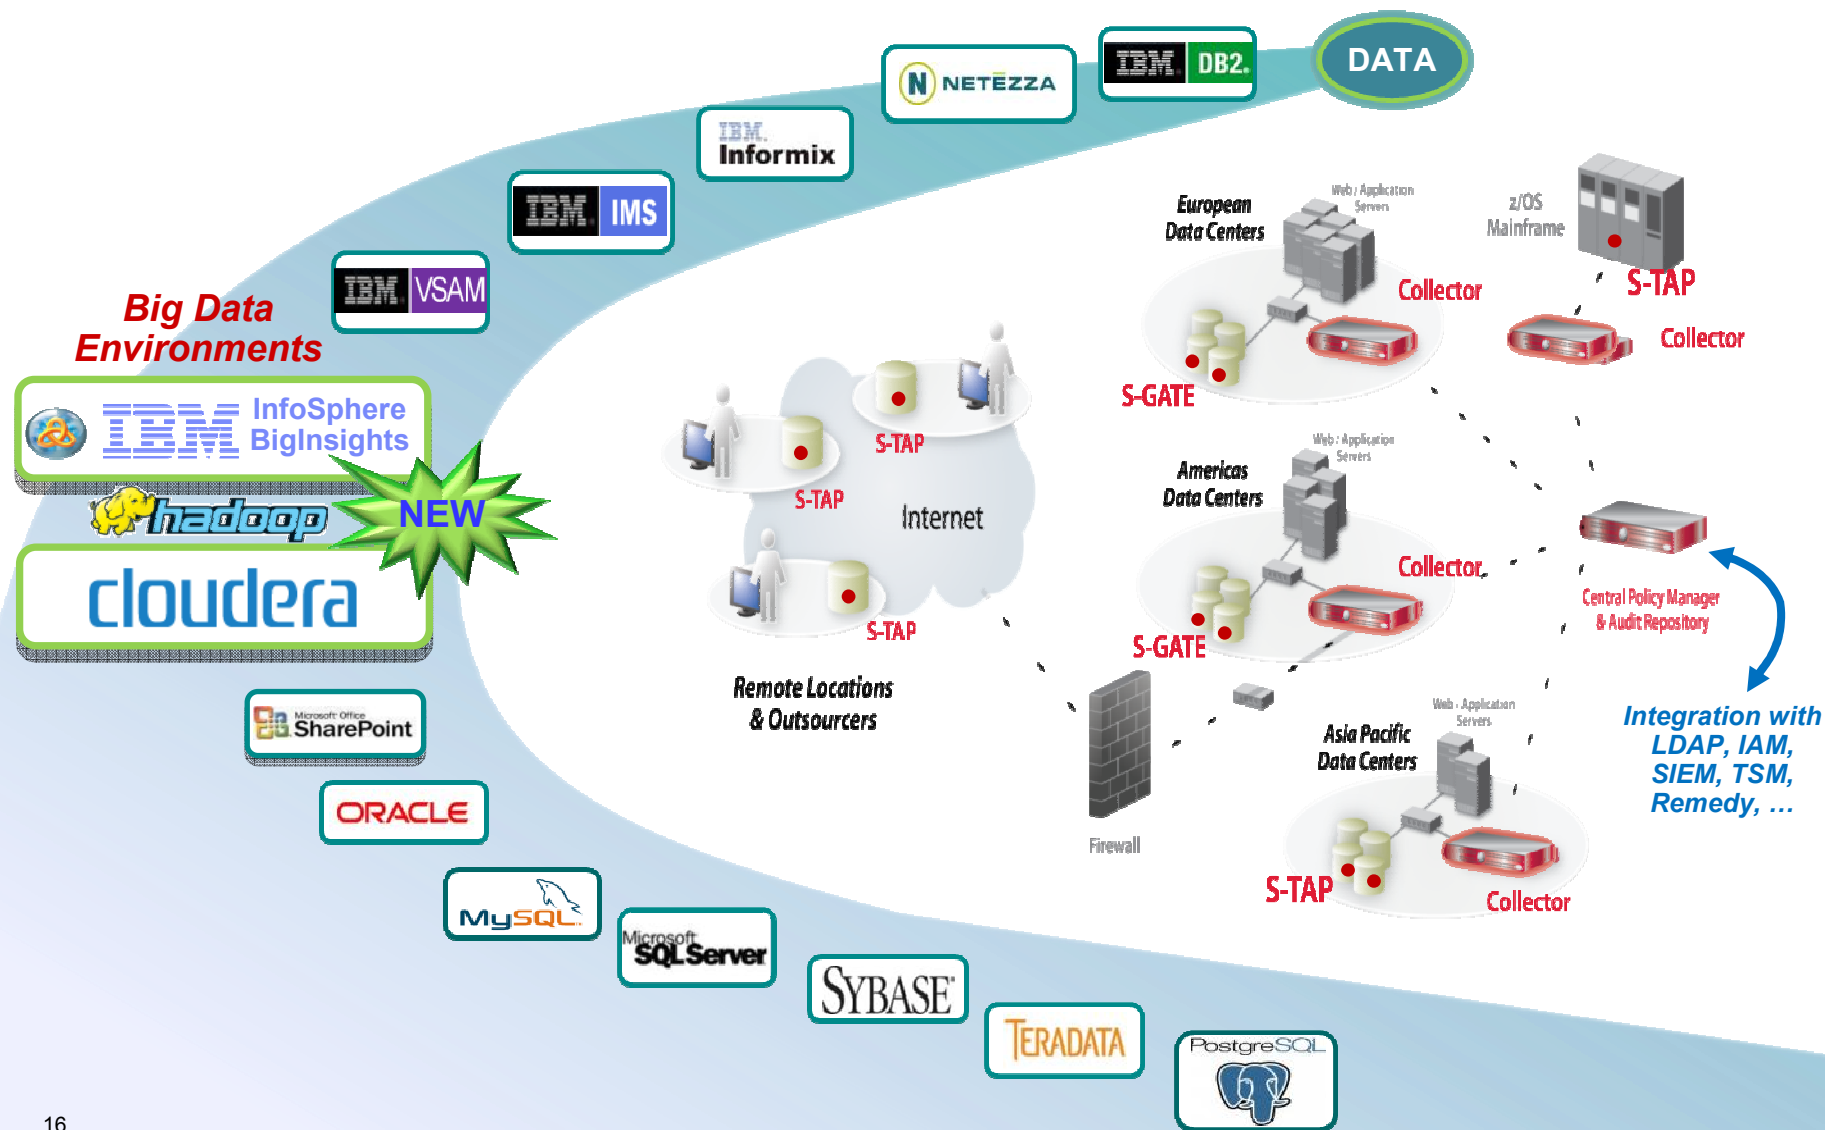 DATA
IBM. DB2.
NETEZZA
IBM.
Informix
IBM. IMS
IBM. VSAM
Big Data
Environments
IBM InfoSphere
BigInsights
hadoop
NEW
cloudera
Microsoft Office
SharePoint
ORACLE
MySQL
Microsoft
SQL Server
SYBASE
TERADATA
PostgreSQL
S-TAP
S-TAP
Internet
S-TAP
Remote Locations
& Outsourcers
Firewall
European
Data Centers
Web / Application
Servers
Collector
S-GATE
z/OS
Mainframe
S-TAP
Collector
Americas
Data Centers
Web / Application
Servers
Collector
S-GATE
Central Policy Manager
& Audit Repository
Asia Pacific
Data Centers
Web / Application
Servers
S-TAP
Collector
Integration with
LDAP, IAM,
SIEM, TSM,
Remedy, …
16